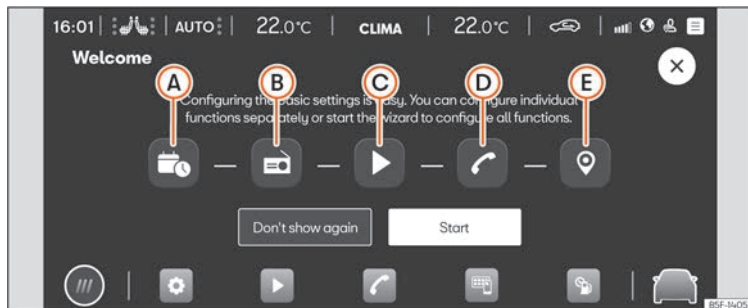 16:01 AUTO 22.0°C CLIMA 22.0°C
Welcome
A B C D E
Configuring the basic settings is easy. You can configure individual
functions separately or start the wizard to configure all functions.
Don't show again Start
BSF-1405